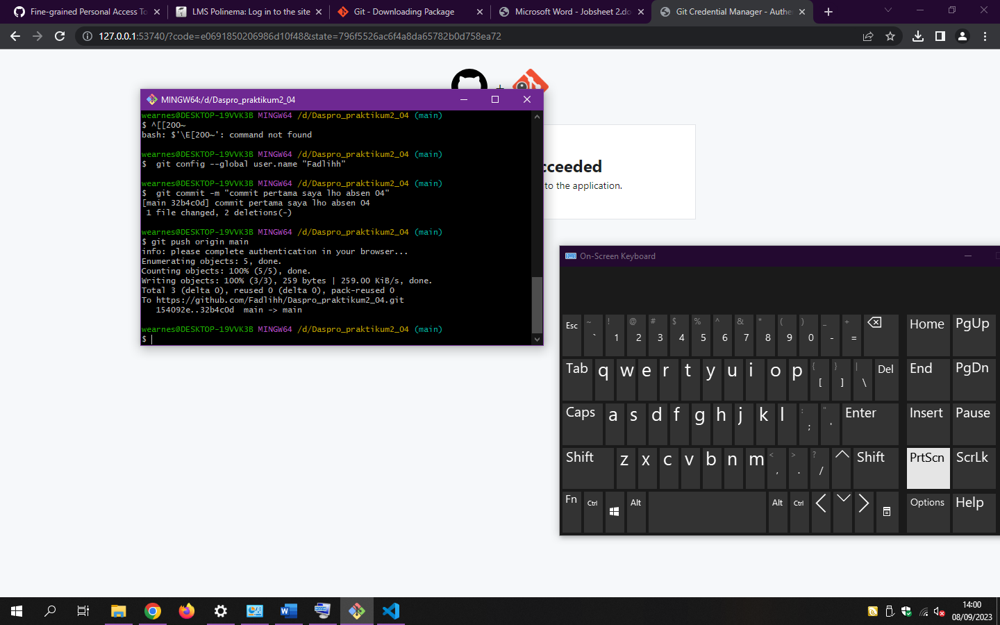 Fine-grained Personal Access To
LMS Polinema: Log in to the site
Git - Downloading Package
Microsoft Word - Jobsheet 2.do
Git Credential Manager - Authe
127.0.0.1:53740/?code=e0691850206986d10f48&state=796f5526ac6f4a8da65782b0d758ea72
+
MINGW64:/d/Daspro_praktikum2_04
wearnes@DESKTOP-19VVK3B MINGW64 /d/Daspro_praktikum2_04 (main)
$ ^[[200~
bash: $'\E[200~': command not found
wearnes@DESKTOP-19VVK3B MINGW64 /d/Daspro_praktikum2_04 (main)
$  git config --global user.name "Fadlihh"
wearnes@DESKTOP-19VVK3B MINGW64 /d/Daspro_praktikum2_04 (main)
$  git commit -m "commit pertama saya lho absen 04"
[main 32b4c0d] commit pertama saya lho absen 04
 1 file changed, 2 deletions(-)
wearnes@DESKTOP-19VVK3B MINGW64 /d/Daspro_praktikum2_04 (main)
$ git push origin main
info: please complete authentication in your browser...
Enumerating objects: 5, done.
Counting objects: 100% (5/5), done.
Writing objects: 100% (3/3), 259 bytes | 259.00 KiB/s, done.
Total 3 (delta 0), reused 0 (delta 0), pack-reused 0
To https://github.com/Fadlihh/Daspro_praktikum2_04.git
   154092e..32b4c0d  main -> main
wearnes@DESKTOP-19VVK3B MINGW64 /d/Daspro_praktikum2_04 (main)
$
cceeded
to the application.
On-Screen Keyboard
Esc ~ ` ! 1 @ 2 # 3 $ 4 % 5 ^ 6 & 7 * 8 ( 9 ) 0 _ - + = Home PgUp
Tab q w e r t y u i o p { [ } ] | \ Del End PgDn
Caps a s d f g h j k l : ; " ' Enter Insert Pause
Shift z x c v b n m < , > . ? / Shift PrtScn ScrLk
Fn Ctrl Alt Alt Ctrl Options Help
14:00
08/09/2023